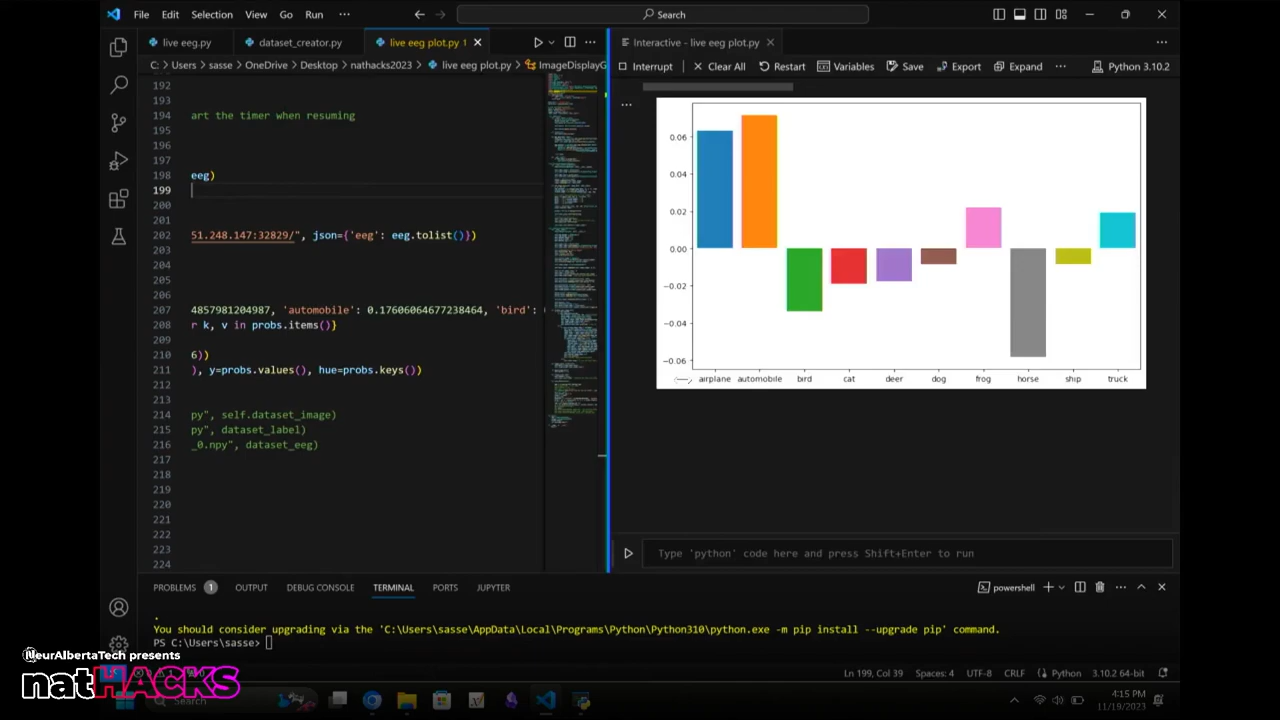 File Edit Selection View Go Run ··· Search
live eeg.py dataset_creator.py live eeg plot.py 1
Interactive - live eeg plot.py
C: > Users > sasse > OneDrive > Desktop > nathacks2023 > live eeg plot.py > ImageDisplayG
Interrupt Clear All Restart Variables Save Export Expand ··· Python 3.10.2
192
193
194 art the timer when resuming
195
196
197
198 eeg)
199
200
201
202 51.248.147:32829/", json={'eeg': eeg.tolist()})
203
204
205
206
207 4857981204987, 'automobile': 0.17606064677238464, 'bird':
208 r k, v in probs.items()}
209
210 6))
211 ), y=probs.values(), hue=probs.keys())
212
213
214 py", self.dataset_image)
215 py", dataset_label)
216 _0.npy", dataset_eeg)
217
218
219
220
221
222
223
224
0.06
0.04
0.02
0.00
−0.02
−0.04
−0.06
airplane automobile bird cat deer dog frog horse ship truck
Type 'python' code here and press Shift+Enter to run
PROBLEMS 1 OUTPUT DEBUG CONSOLE TERMINAL PORTS JUPYTER
powershell
.
You should consider upgrading via the 'C:\Users\sasse\AppData\Local\Programs\Python\Python310\python.exe -m pip install --upgrade pip' command.
PS C:\Users\sasse>
NeurAlbertaTech presents
natHACKS
Ln 199, Col 39 Spaces: 4 UTF-8 CRLF Python 3.10.2 64-bit
Search
4:15 PM
11/19/2023